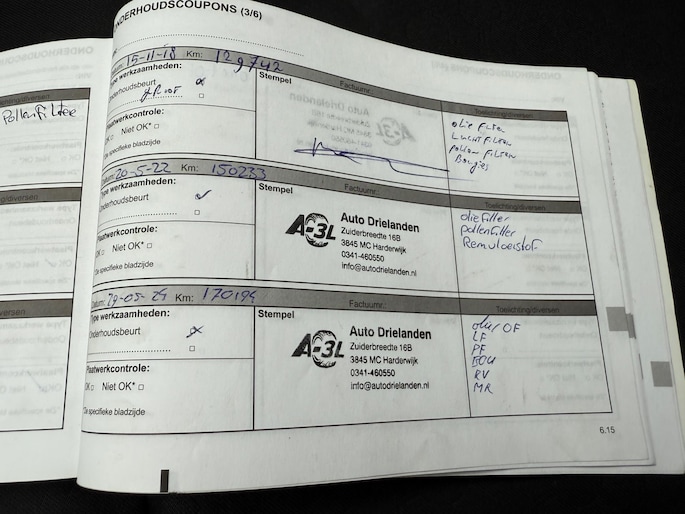 ONDERHOUDSCOUPONS (3/6)
Pollenfilter
Datum: 15-11-18 Km: 129742
Type werkzaamheden:
Onderhoudsbeurt
Plaatwerkcontrole:
OK □ Niet OK* □
*Zie specifieke bladzijde
Stempel
Factuurnr.:
Auto Drielanden
A-3L
Toelichting/diversen
olie filter
Lucht filter
pollen filter
Bougies
Datum: 20-5-22 Km: 150233
Type werkzaamheden:
Onderhoudsbeurt
Plaatwerkcontrole:
OK □ Niet OK* □
*Zie specifieke bladzijde
Stempel
Factuurnr.:
A-3L
Auto Drielanden
Zuiderbreedte 16B
3845 MC Harderwijk
0341-460550
info@autodrielanden.nl
Toelichting/diversen
oliefilter
pollenfilter
Remvloeistof
Datum: 29-05-24 Km: 170194
Type werkzaamheden:
Onderhoudsbeurt
Plaatwerkcontrole:
OK □ Niet OK* □
*Zie specifieke bladzijde
Stempel
Factuurnr.:
A-3L
Auto Drielanden
Zuiderbreedte 16B
3845 MC Harderwijk
0341-460550
info@autodrielanden.nl
Toelichting/diversen
olie/OF
LF
PF
BOU
RV
MR
6.15